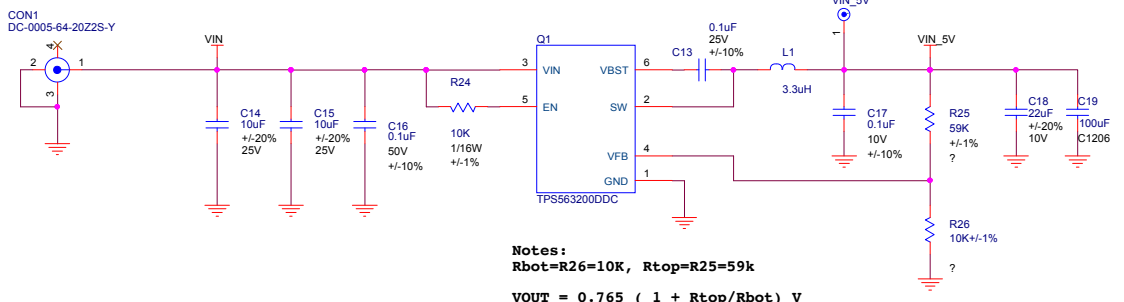 CON1
DC-0005-64-20Z2S-Y
4
2
1
3
VIN
C14
10uF
+/-20%
25V
C15
10uF
+/-20%
25V
C16
0.1uF
50V
+/-10%
R24
10K
1/16W
+/-1%
Q1
3
VIN
5
EN
VBST
6
SW
2
VFB
4
GND
1
TPS563200DDC
0.1uF
25V
+/-10%
C13
L1
3.3uH
VIN_5V
1
VIN_5V
C17
0.1uF
10V
+/-10%
R25
59K
+/-1%
?
C18
22uF
+/-20%
10V
C19
100uF
C1206
R26
10K+/-1%
?
Notes:
Rbot=R26=10K, Rtop=R25=59k
VOUT = 0.765 ( 1 + Rtop/Rbot) V